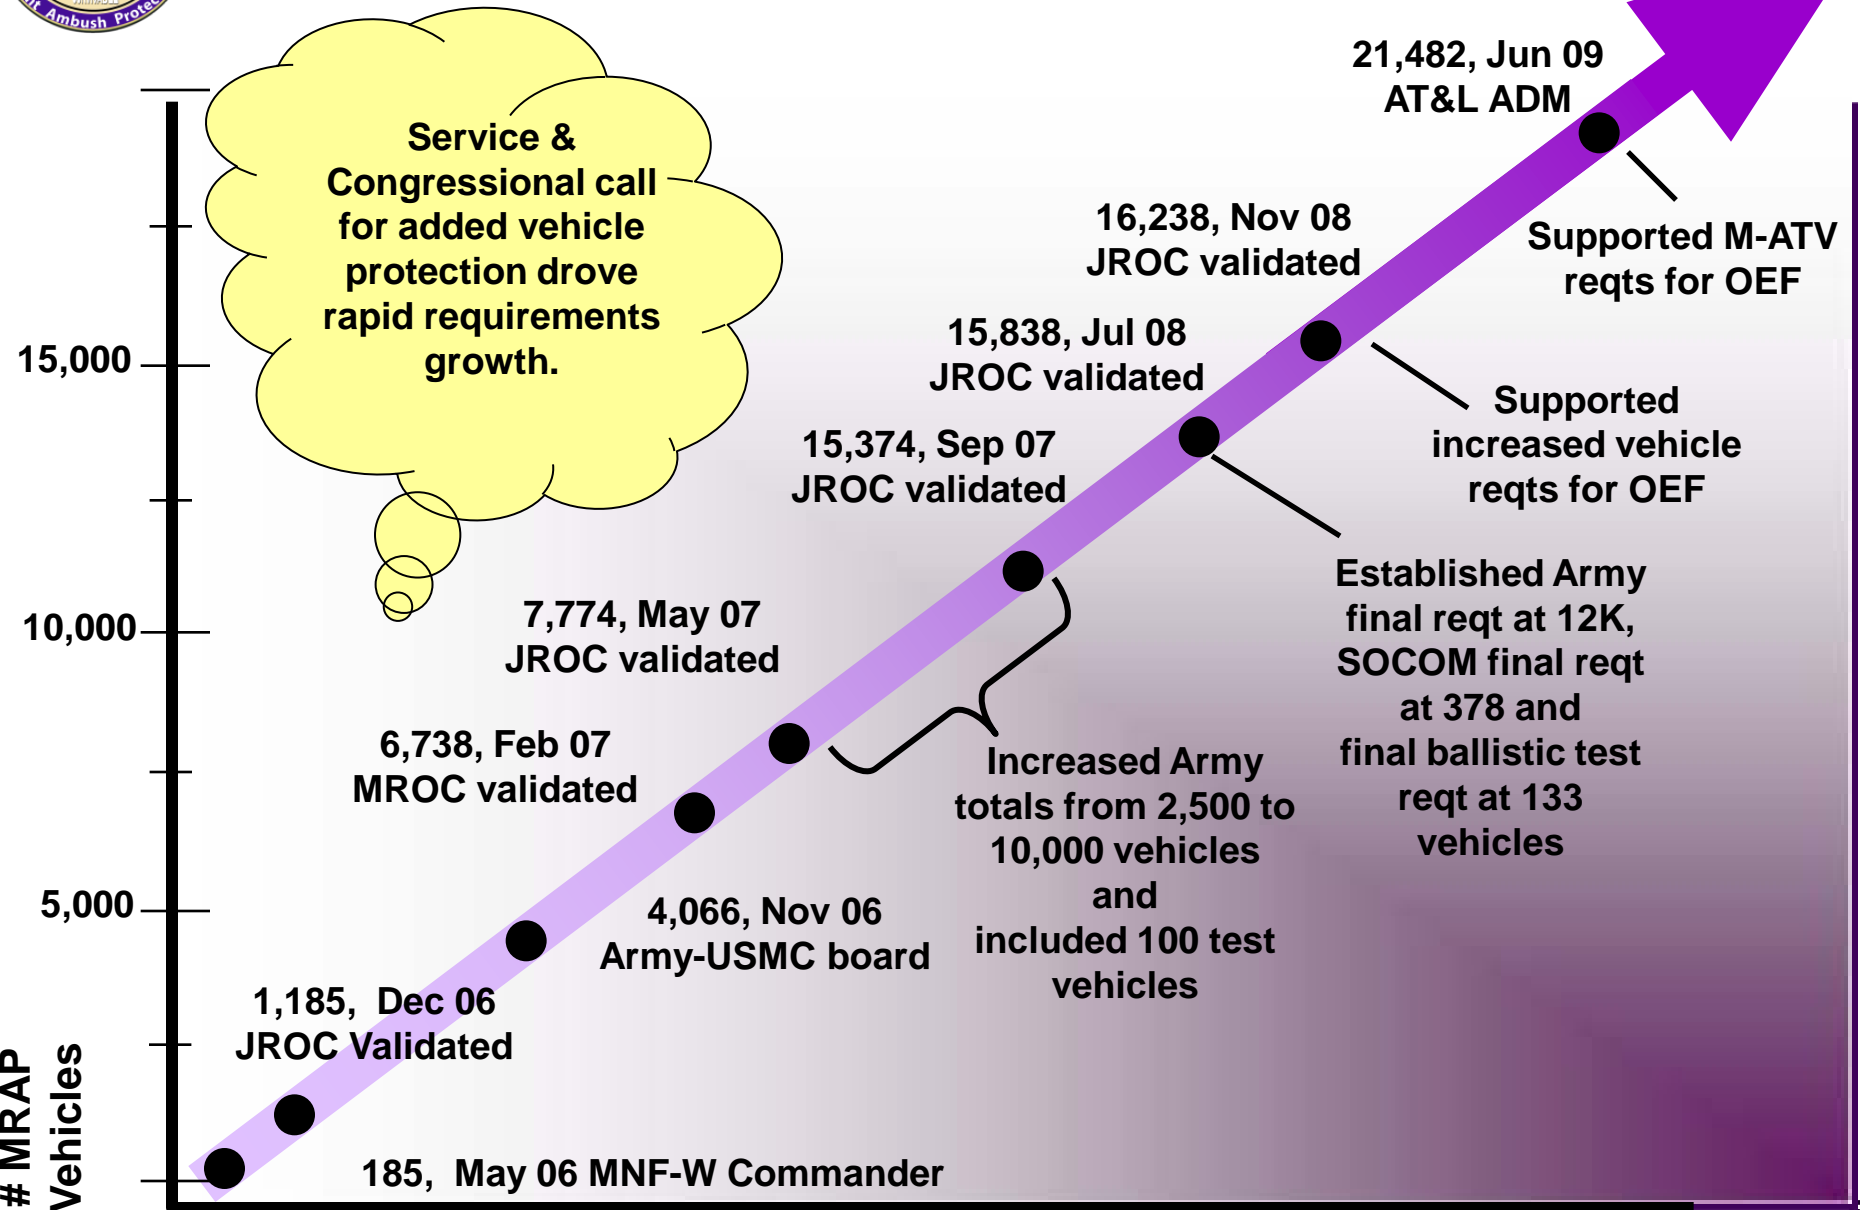 Ambush Protec
Service &
Congressional call
for added vehicle
protection drove
rapid requirements
growth.
21,482, Jun 09
AT&L ADM
Supported M-ATV
reqts for OEF
16,238, Nov 08
JROC validated
15,838, Jul 08
JROC validated
Supported
increased vehicle
reqts for OEF
15,374, Sep 07
JROC validated
Established Army
final reqt at 12K,
SOCOM final reqt
at 378 and
final ballistic test
reqt at 133
vehicles
7,774, May 07
JROC validated
6,738, Feb 07
MROC validated
Increased Army
totals from 2,500 to
10,000 vehicles
and
included 100 test
vehicles
4,066, Nov 06
Army-USMC board
1,185,  Dec 06
JROC Validated
185,  May 06 MNF-W Commander
15,000
10,000
5,000
# MRAP
Vehicles